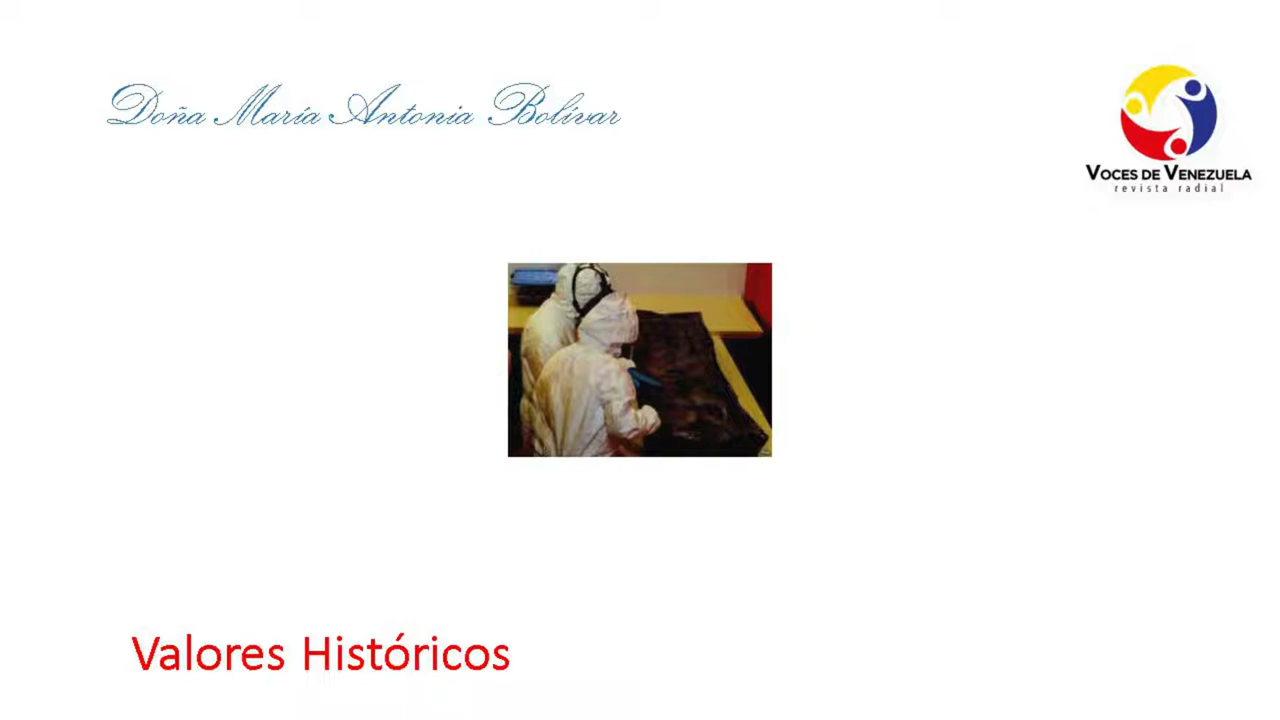 Doña María Antonia Bolívar
VOCES DE VENEZUELA
revista radial
Valores Históricos